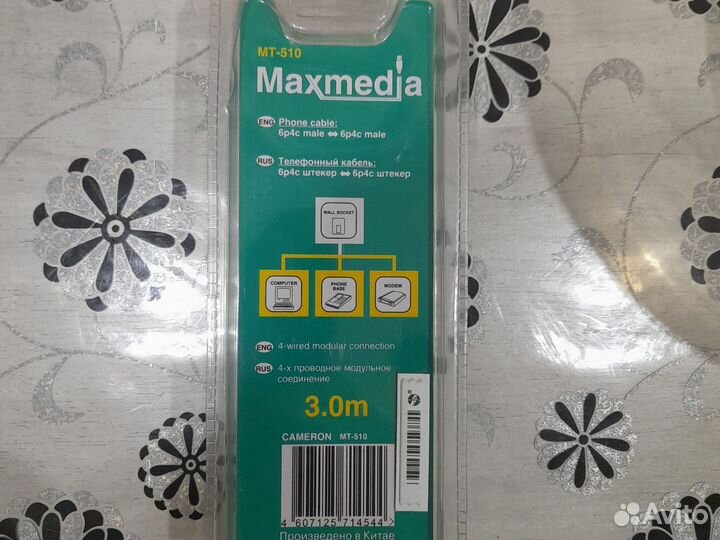 MT-510
Maxmedia
ENG Phone cable:
6p4c male ⇔ 6p4c male
RUS Телефонный кабель:
6р4с штекер ⇔ 6р4с штекер
WALL SOCKET
COMPUTER
PHONE BASE
MODEM
ENG 4-wired modular connection
RUS 4-х проводное модульное
соединение
3.0m
CAMERON MT-510
4 607125 714544 >
Произведено в Китае
Avito